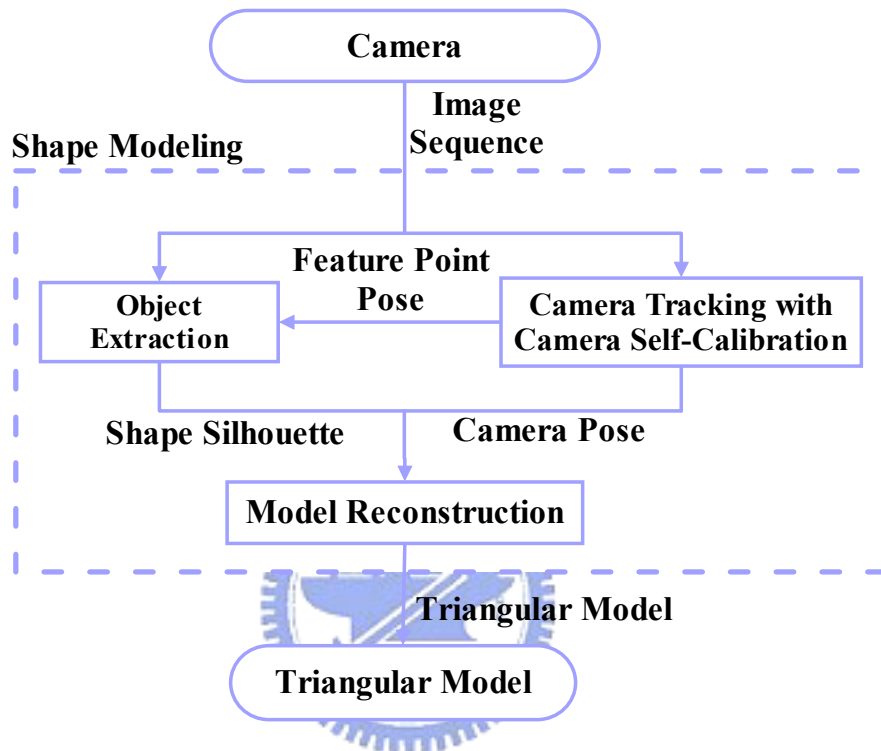 Camera
Image
Sequence
Shape Modeling
Feature Point
Pose
Object
Extraction
Camera Tracking with
Camera Self-Calibration
Shape Silhouette
Camera Pose
Model Reconstruction
Triangular Model
Triangular Model